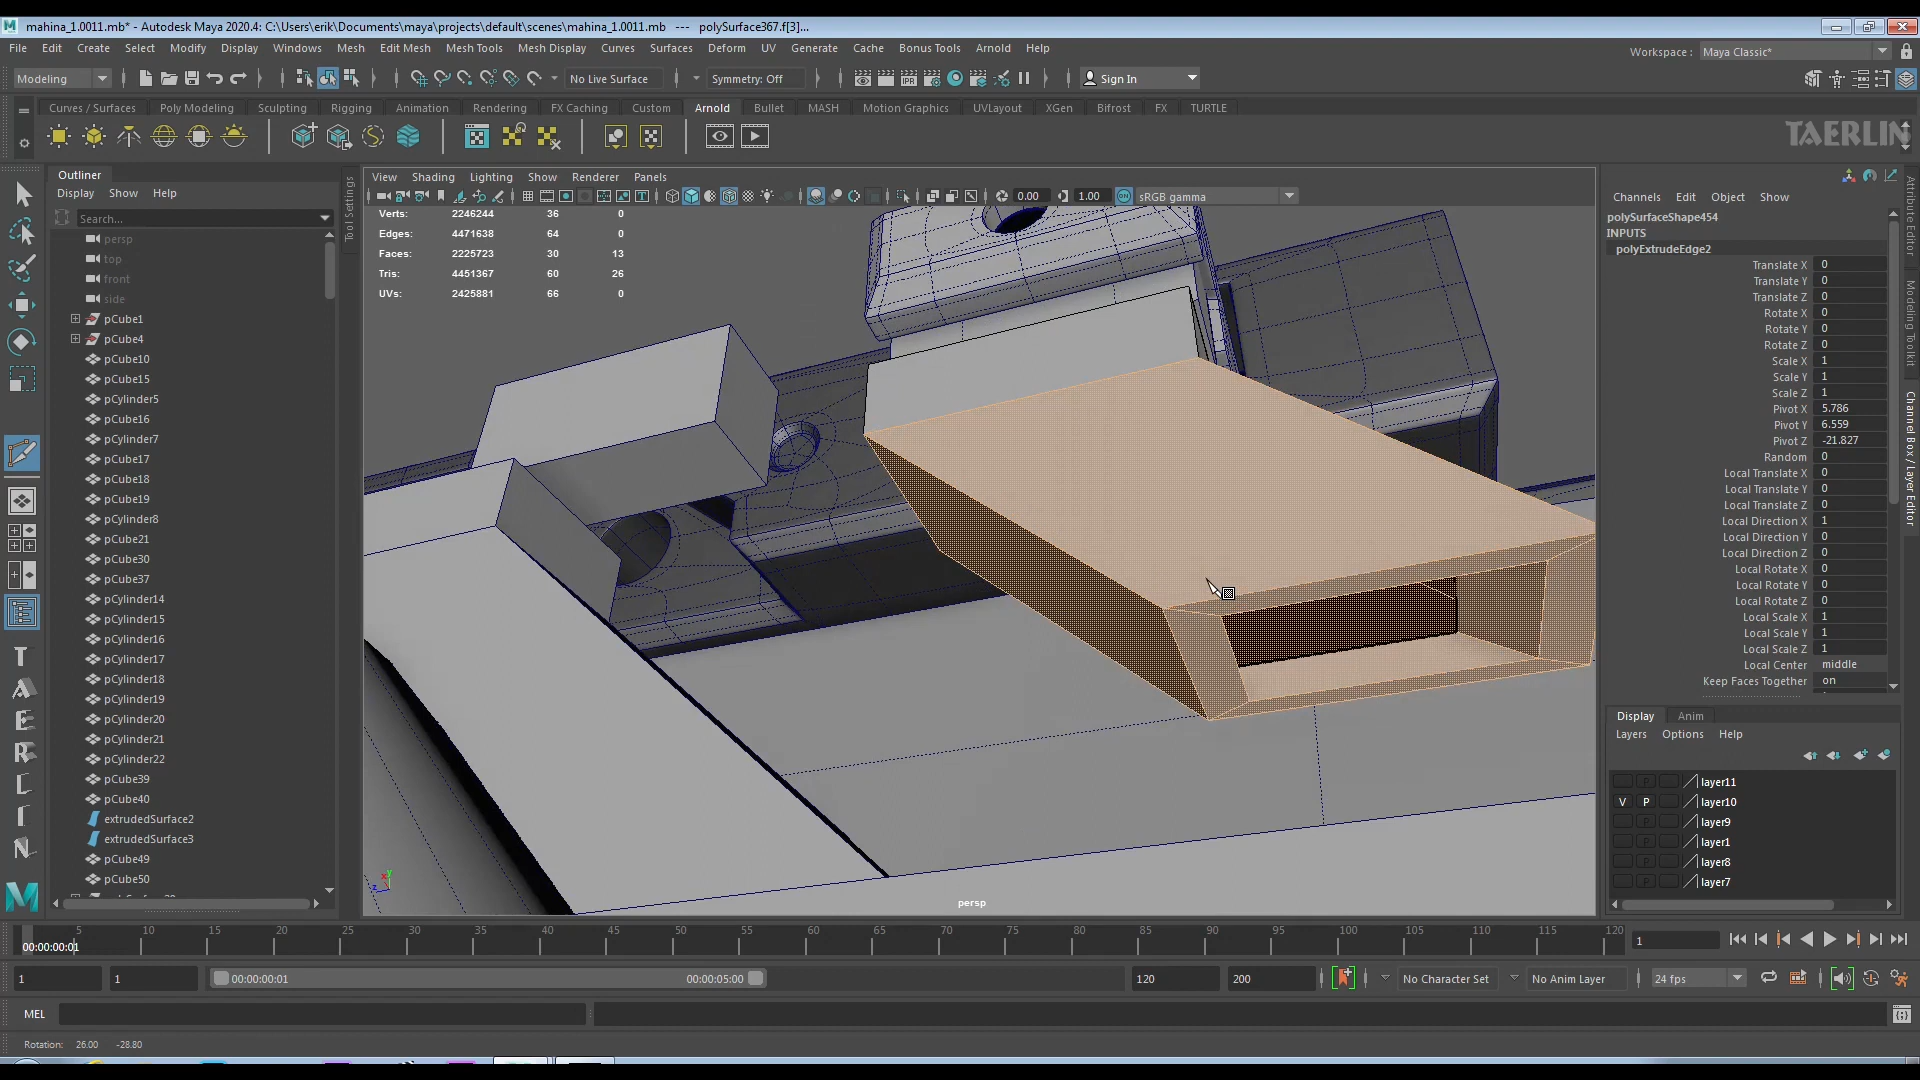 mahina_1.0011.mb* - Autodesk Maya 2020.4: C:\Users\erik\Documents\maya\projects\default\scenes\mahina_1.0011.mb   ---   polySurface367.f[3]...
File Edit Create Select Modify Display Windows Mesh Edit Mesh Mesh Tools Mesh Display Curves Surfaces Deform UV Generate Cache Bonus Tools Arnold Help
Workspace : Maya Classic*
Modeling No Live Surface Symmetry: Off Sign In
Curves / Surfaces Poly Modeling Sculpting Rigging Animation Rendering FX Caching Custom Arnold Bullet MASH Motion Graphics UVLayout XGen Bifrost FX TURTLE
TAERLIN
Outliner
Display Show Help
Search...
persp
top
front
side
pCube1
pCube4
pCube10
pCube15
pCylinder5
pCube16
pCylinder7
pCube17
pCube18
pCube19
pCylinder8
pCube21
pCube30
pCube37
pCylinder14
pCylinder15
pCylinder16
pCylinder17
pCylinder18
pCylinder19
pCylinder20
pCylinder21
pCylinder22
pCube39
pCube40
extrudedSurface2
extrudedSurface3
pCube49
pCube50
Tool Settings
View Shading Lighting Show Renderer Panels
0.00 1.00 ON sRGB gamma
Verts: 2246244 36 0
Edges: 4471638 64 0
Faces: 2225723 30 13
Tris: 4451367 60 26
UVs: 2425881 66 0
persp
Channels Edit Object Show
polySurfaceShape454
INPUTS
polyExtrudeEdge2
Translate X 0
Translate Y 0
Translate Z 0
Rotate X 0
Rotate Y 0
Rotate Z 0
Scale X 1
Scale Y 1
Scale Z 1
Pivot X 5.786
Pivot Y 6.559
Pivot Z -21.827
Random 0
Local Translate X 0
Local Translate Y 0
Local Translate Z 0
Local Direction X 1
Local Direction Y 0
Local Direction Z 0
Local Rotate X 0
Local Rotate Y 0
Local Rotate Z 0
Local Scale X 1
Local Scale Y 1
Local Scale Z 1
Local Center middle
Keep Faces Together on
Display Anim
Layers Options Help
layer11
V P layer10
layer9
layer1
layer8
layer7
Attribute Editor
Modeling Toolkit
Channel Box / Layer Editor
5 10 15 20 25 30 35 40 45 50 55 60 65 70 75 80 85 90 95 100 105 110 115 120
00:00:00:01
1
1 1 00:00:00:01 00:00:05:00 120 200 No Character Set No Anim Layer 24 fps
MEL
Rotation: 26.00 -28.80